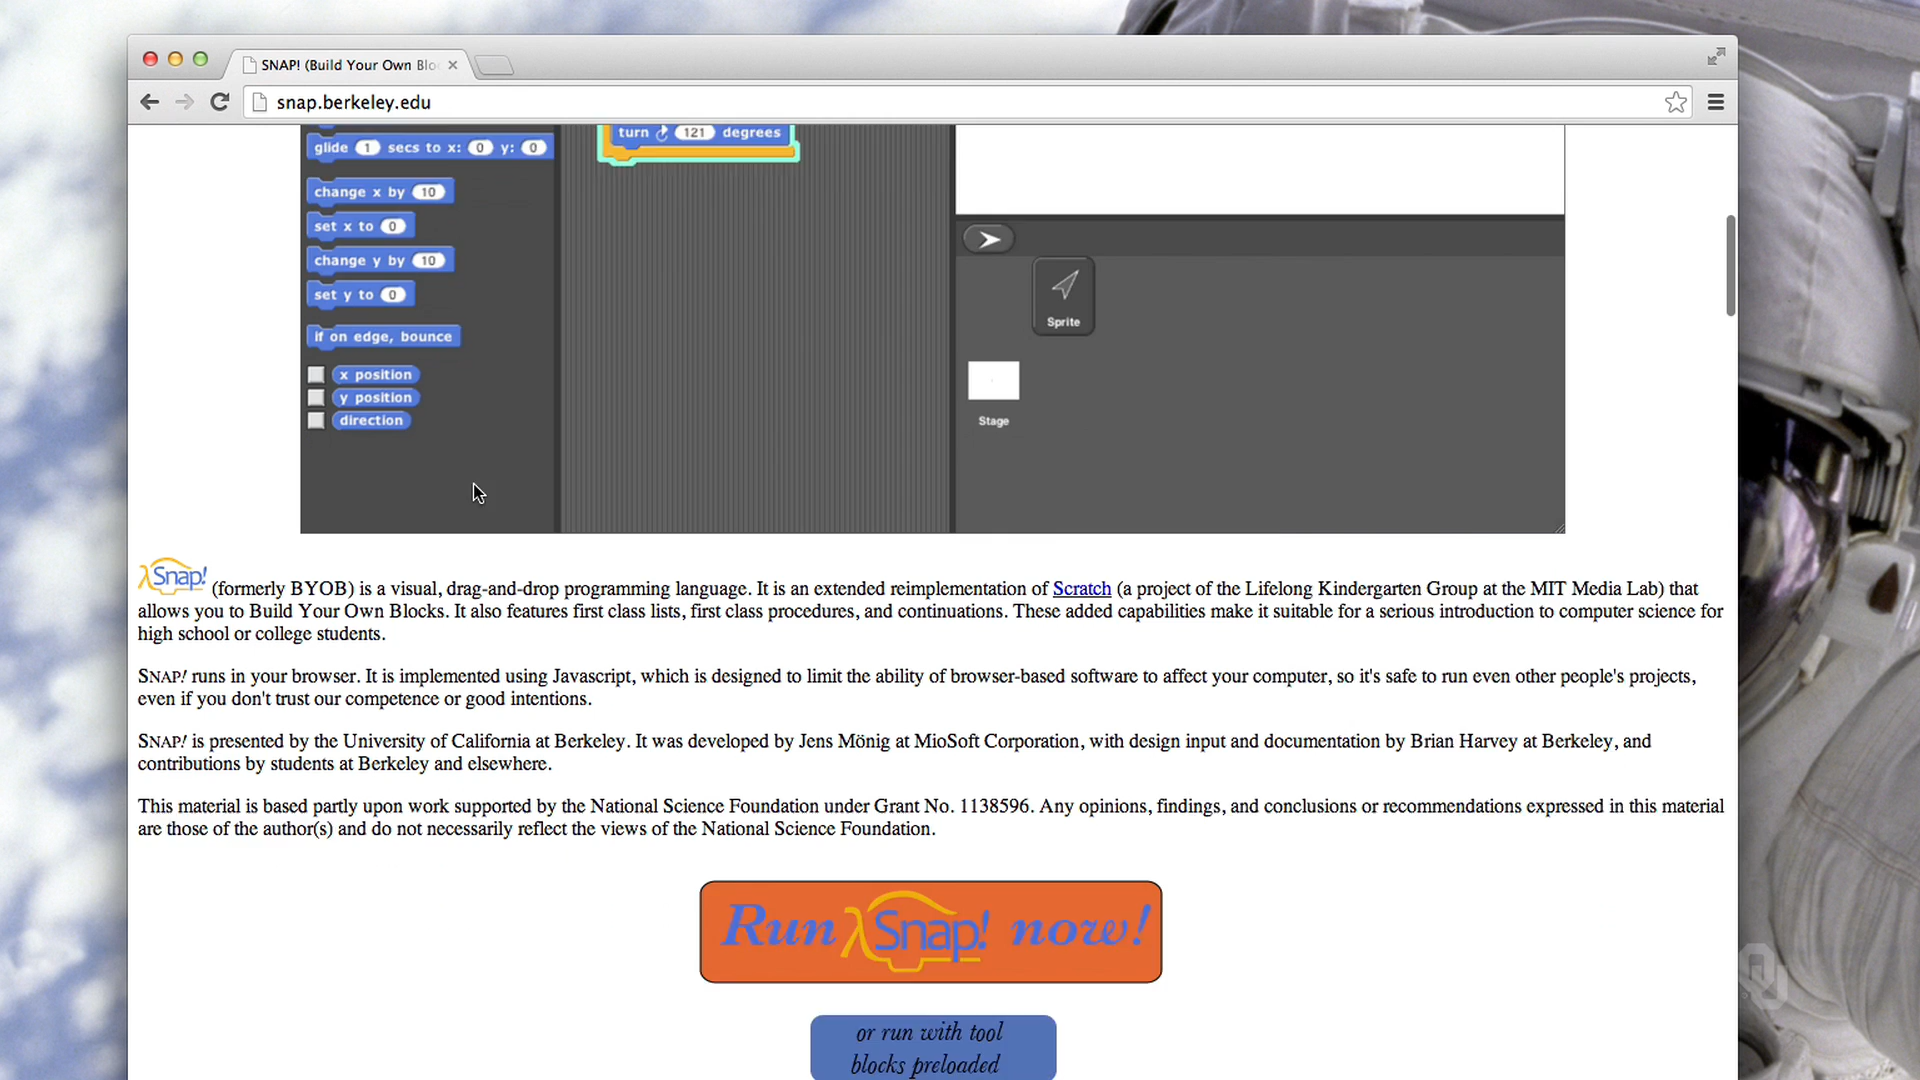 SNAP! (Build Your Own Blo
snap.berkeley.edu
turn 121 degrees
glide 1 secs to x: 0 y: 0
change x by 10
set x to 0
change y by 10
set y to 0
if on edge, bounce
x position
y position
direction
Sprite
Stage
λSnap! (formerly BYOB) is a visual, drag-and-drop programming language. It is an extended reimplementation of Scratch (a project of the Lifelong Kindergarten Group at the MIT Media Lab) that
allows you to Build Your Own Blocks. It also features first class lists, first class procedures, and continuations. These added capabilities make it suitable for a serious introduction to computer science for
high school or college students.
SNAP! runs in your browser. It is implemented using Javascript, which is designed to limit the ability of browser-based software to affect your computer, so it's safe to run even other people's projects,
even if you don't trust our competence or good intentions.
SNAP! is presented by the University of California at Berkeley. It was developed by Jens Mönig at MioSoft Corporation, with design input and documentation by Brian Harvey at Berkeley, and
contributions by students at Berkeley and elsewhere.
This material is based partly upon work supported by the National Science Foundation under Grant No. 1138596. Any opinions, findings, and conclusions or recommendations expressed in this material
are those of the author(s) and do not necessarily reflect the views of the National Science Foundation.
Run λSnap! now!
or run with tool
blocks preloaded